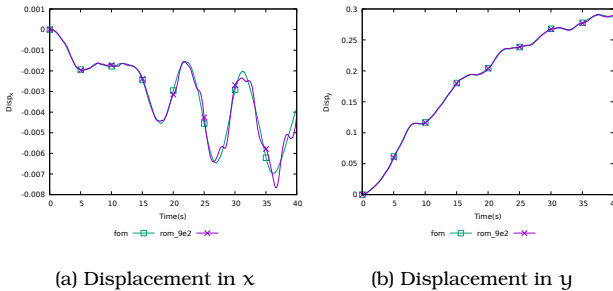 0.001
0
-0.001
-0.002
-0.003
-0.004
-0.005
-0.006
-0.007
-0.008
Dispx
0 5 10 15 20 25 30 35 40
Time(s)
fom rom_9e2
(a) Displacement in x
0.3
0.25
0.2
0.15
0.1
0.05
0
Dispy
0 5 10 15 20 25 30 35 40
Time(s)
fom rom_9e2
(b) Displacement in y